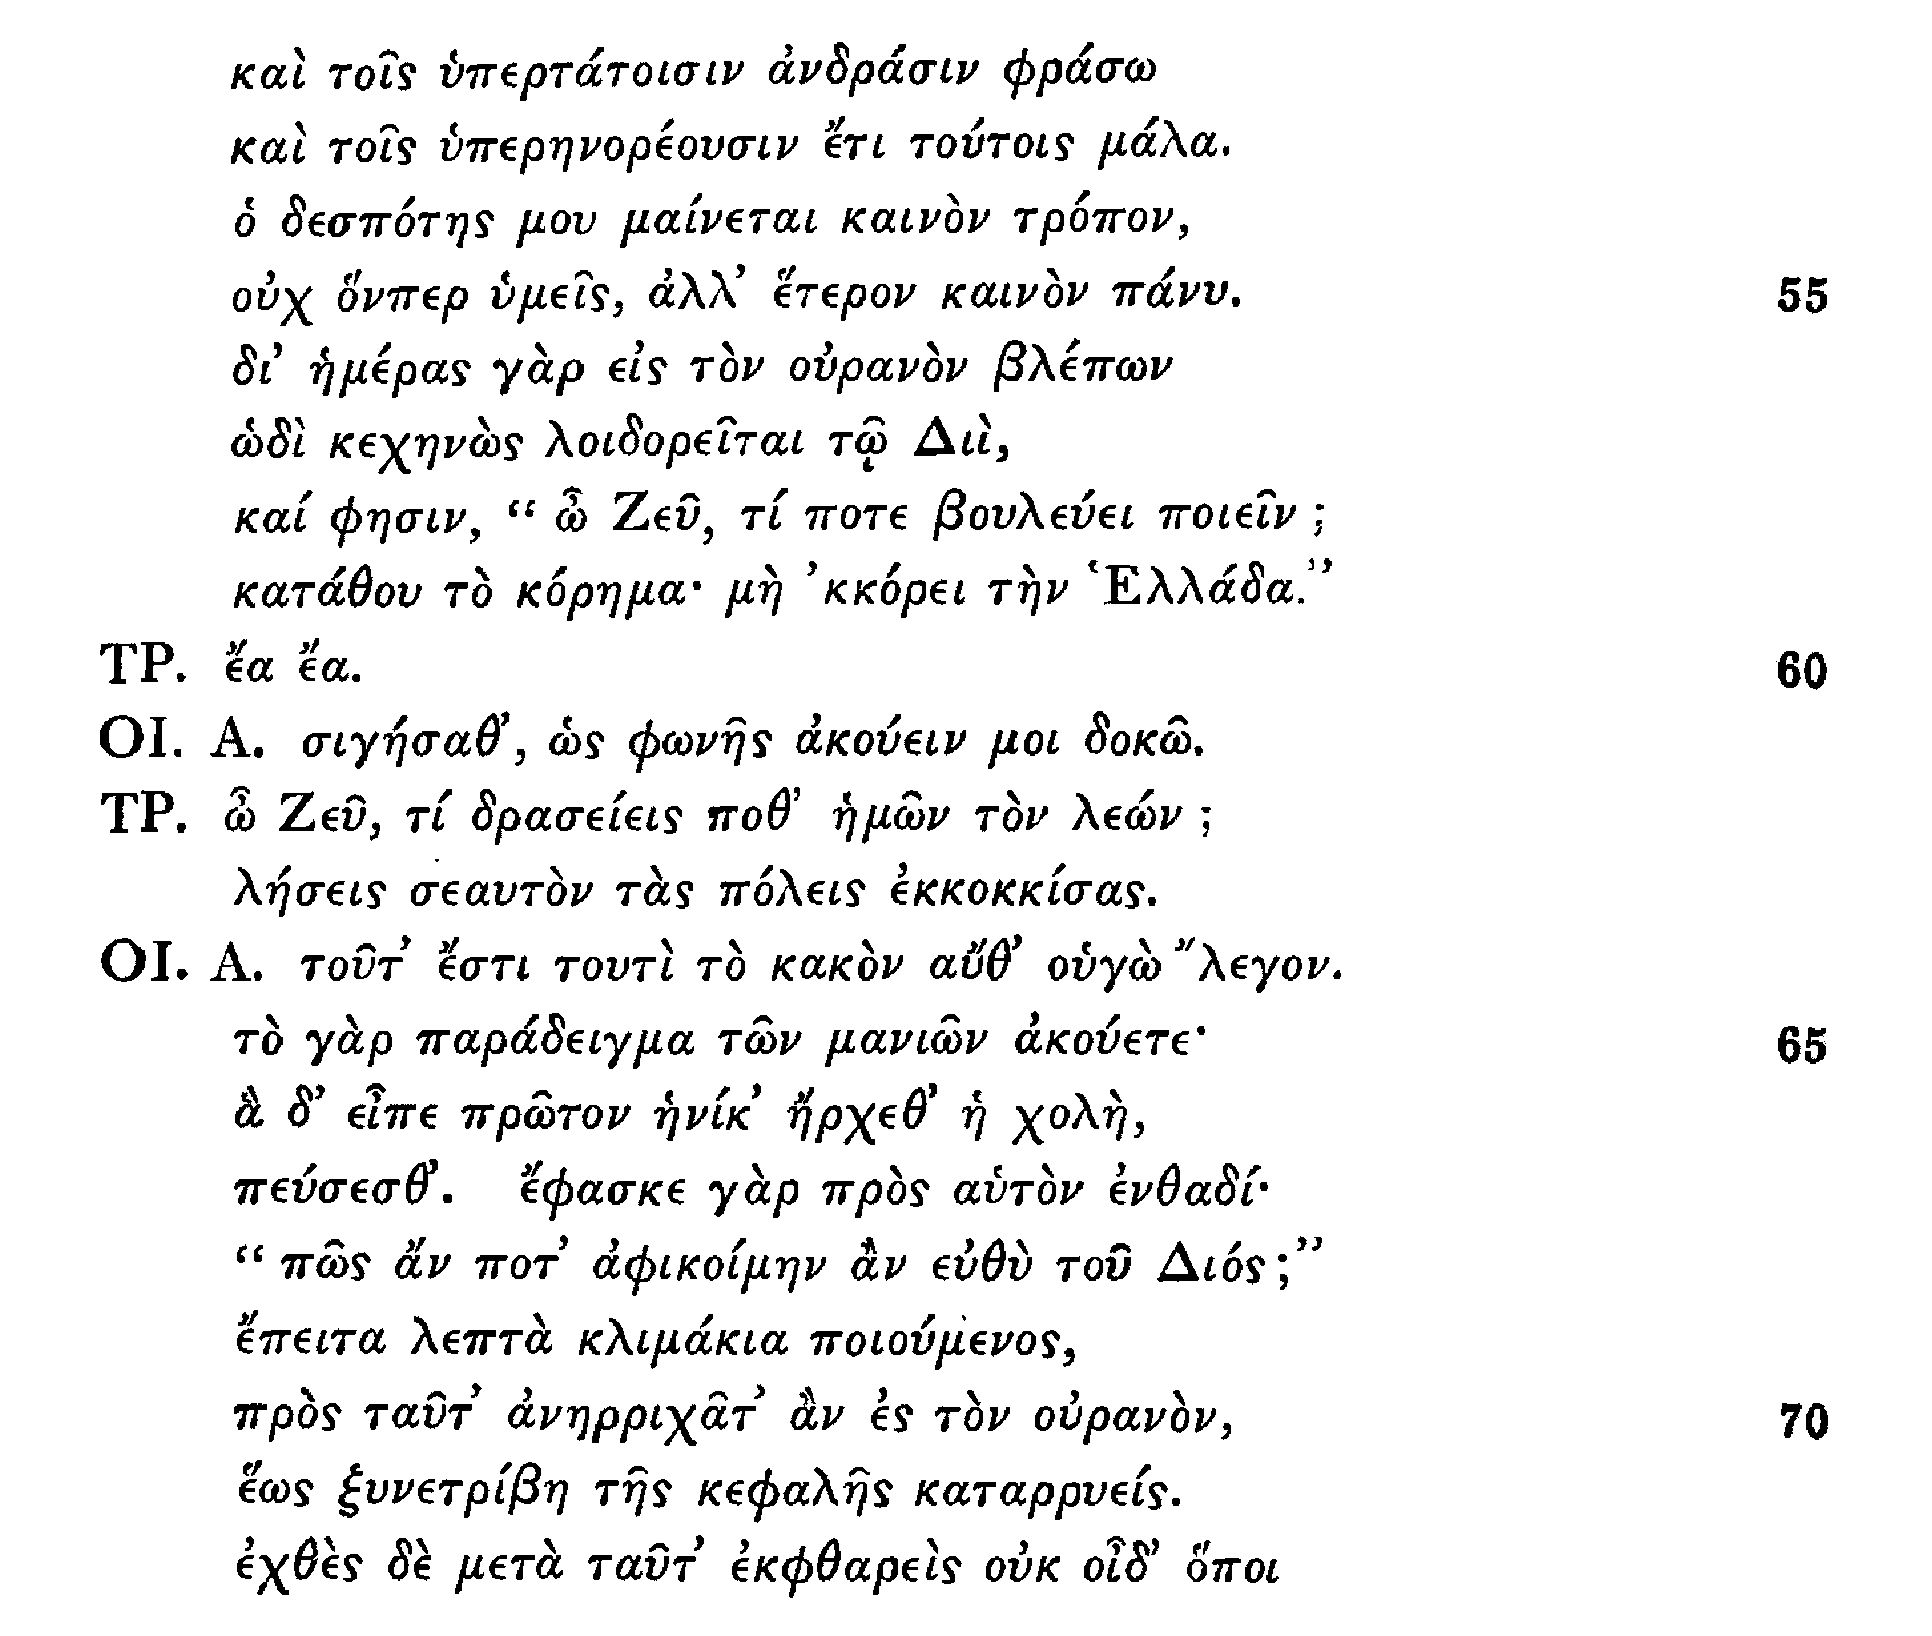 καὶ τοῖς ὑπερτάτοισιν ἀνδράσιν φράσω
καὶ τοῖς ὑπερηνορέουσιν ἔτι τούτοις μάλα.
ὁ δεσπότης μου μαίνεται καινὸν τρόπον,
οὐχ ὅνπερ ὑμεῖς, ἀλλ’ ἕτερον καινὸν πάνυ. 55
δι’ ἡμέρας γὰρ εἰς τὸν οὐρανὸν βλέπων
ὡδὶ κεχηνὼς λοιδορεῖται τῷ Διὶ,
καί φησιν, “ ὦ Ζεῦ, τί ποτε βουλεύει ποιεῖν ;
κατάθου τὸ κόρημα· μὴ ’κκόρει τὴν Ἑλλάδα.”
ΤΡ. ἔα ἔα. 60
ΟΙ. Α. σιγήσαθ’, ὡς φωνῆς ἀκούειν μοι δοκῶ.
ΤΡ. ὦ Ζεῦ, τί δρασείεις ποθ’ ἡμῶν τὸν λεών ;
λήσεις σεαυτὸν τὰς πόλεις ἐκκοκκίσας.
ΟΙ. Α. τοῦτ’ ἔστι τουτὶ τὸ κακὸν αὔθ’ οὑγὼ ῎λεγον.
τὸ γὰρ παράδειγμα τῶν μανιῶν ἀκούετε· 65
ἃ δ’ εἶπε πρῶτον ἡνίκ’ ἤρχεθ’ ἡ χολὴ,
πεύσεσθ’. ἔφασκε γὰρ πρὸς αὑτὸν ἐνθαδί·
“ πῶς ἄν ποτ’ ἀφικοίμην ἂν εὐθὺ τοῦ Διός ;”
ἔπειτα λεπτὰ κλιμάκια ποιούμενος,
πρὸς ταῦτ’ ἀνηρριχᾶτ’ ἂν ἐς τὸν οὐρανὸν, 70
ἕως ξυνετρίβη τῆς κεφαλῆς καταρρυείς.
ἐχθὲς δὲ μετὰ ταῦτ’ ἐκφθαρεὶς οὐκ οἶδ’ ὅποι